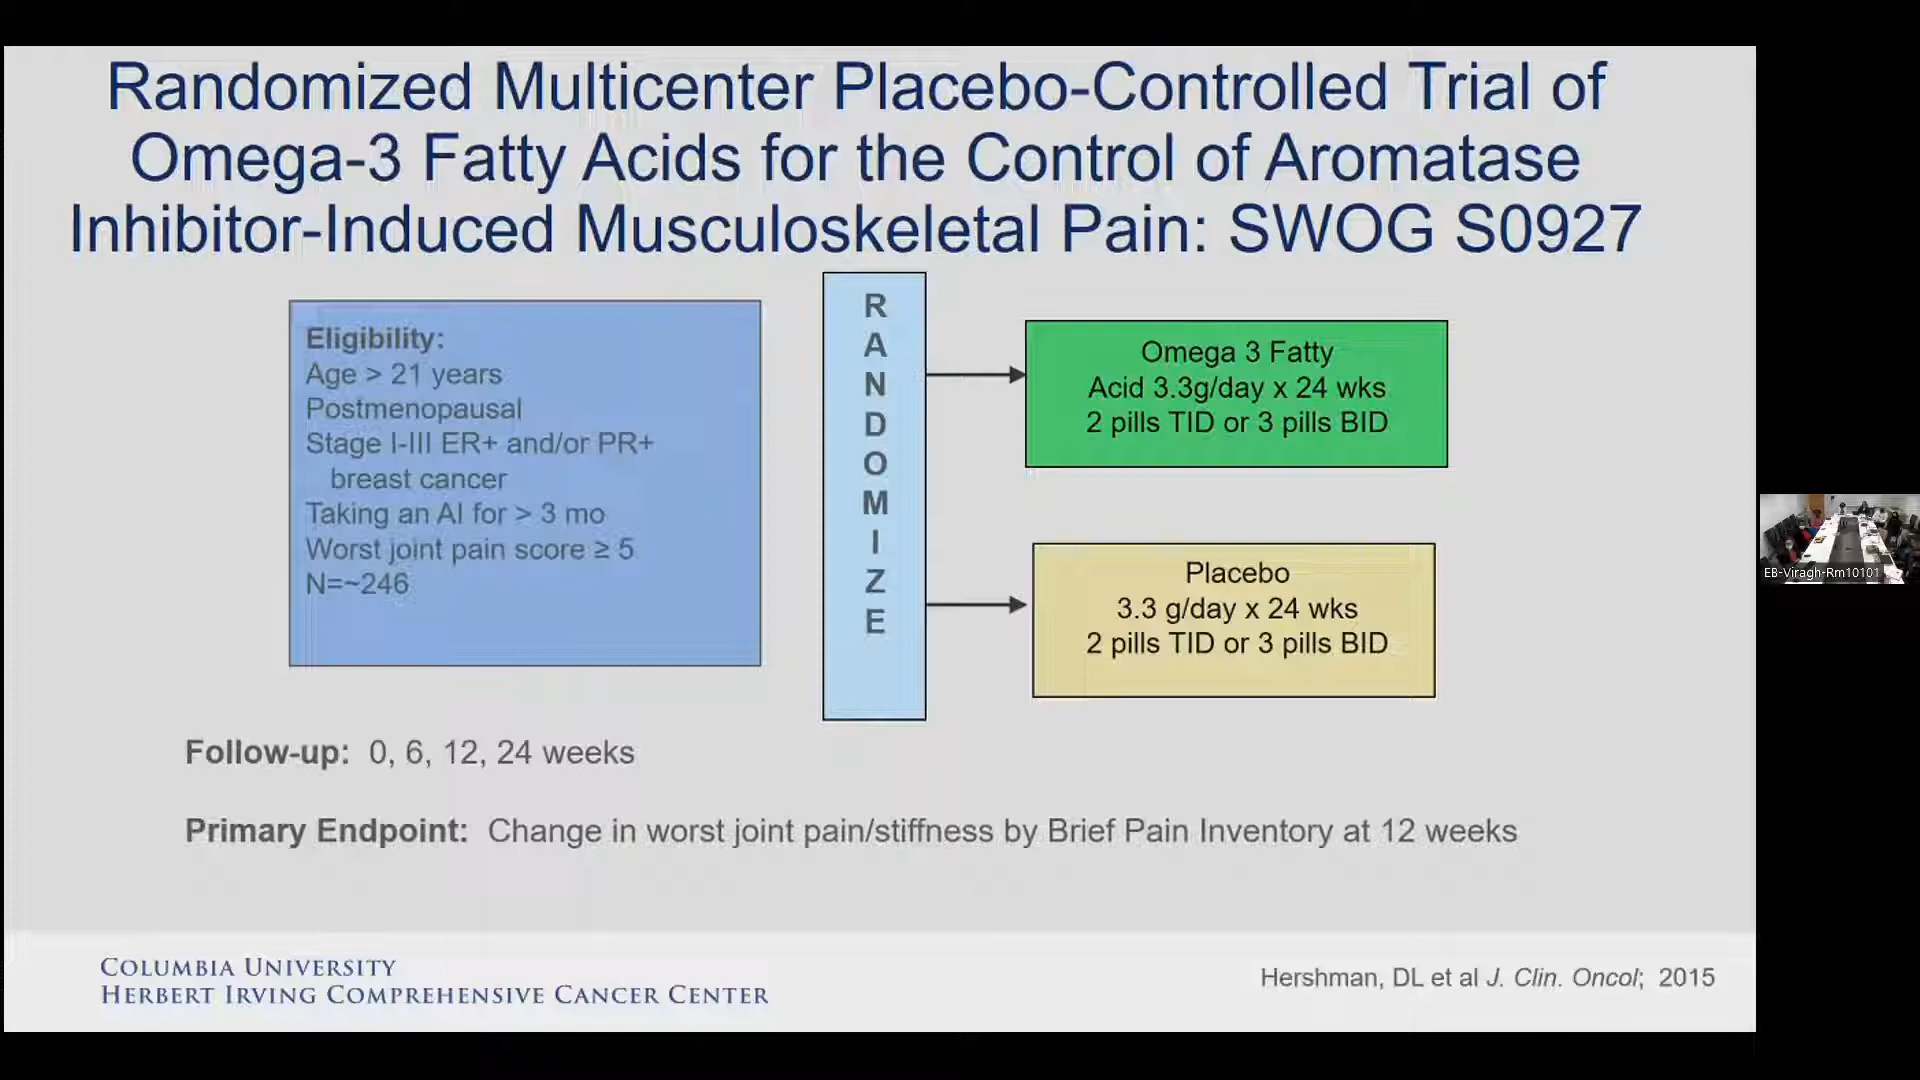 Randomized Multicenter Placebo-Controlled Trial of
Omega-3 Fatty Acids for the Control of Aromatase
Inhibitor-Induced Musculoskeletal Pain: SWOG S0927
Eligibility:
Age > 21 years
Postmenopausal
Stage I-III ER+ and/or PR+
breast cancer
Taking an AI for > 3 mo
Worst joint pain score ≥ 5
N=~246
R
A
N
D
O
M
I
Z
E
Omega 3 Fatty
Acid 3.3g/day x 24 wks
2 pills TID or 3 pills BID
Placebo
3.3 g/day x 24 wks
2 pills TID or 3 pills BID
Follow-up: 0, 6, 12, 24 weeks
Primary Endpoint: Change in worst joint pain/stiffness by Brief Pain Inventory at 12 weeks
COLUMBIA UNIVERSITY
HERBERT IRVING COMPREHENSIVE CANCER CENTER
Hershman, DL et al J. Clin. Oncol; 2015
EB-Viragh-Rm10101